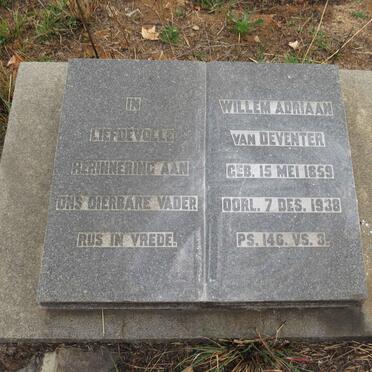 IN
LIEFDEVOLLE
HERINNERING AAN
ONS DIERBARE VADER
RUS IN VREDE.
WILLEM ADRIAAN
VAN DEVENTER
GEB. 15 MEI 1859
OORL. 7 DES. 1938
PS. 146. VS. 3.